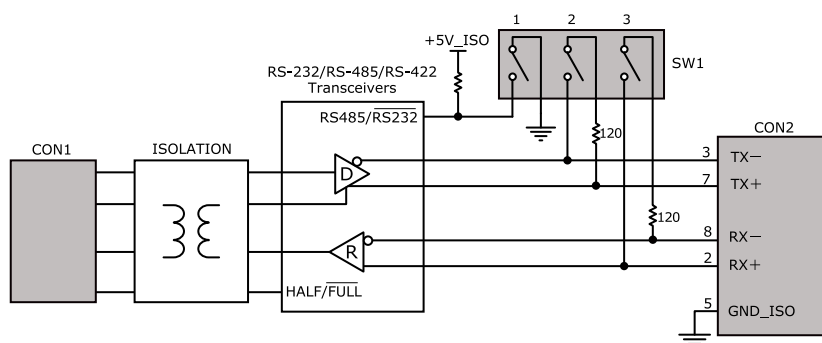 1 2 3
+5V_ISO
SW1
RS-232/RS-485/RS-422
Transceivers
RS485/RS232
CON1
ISOLATION
CON2
120
D
3 TX−
7 TX+
120
R
8 RX−
2 RX+
HALF/FULL
5 GND_ISO